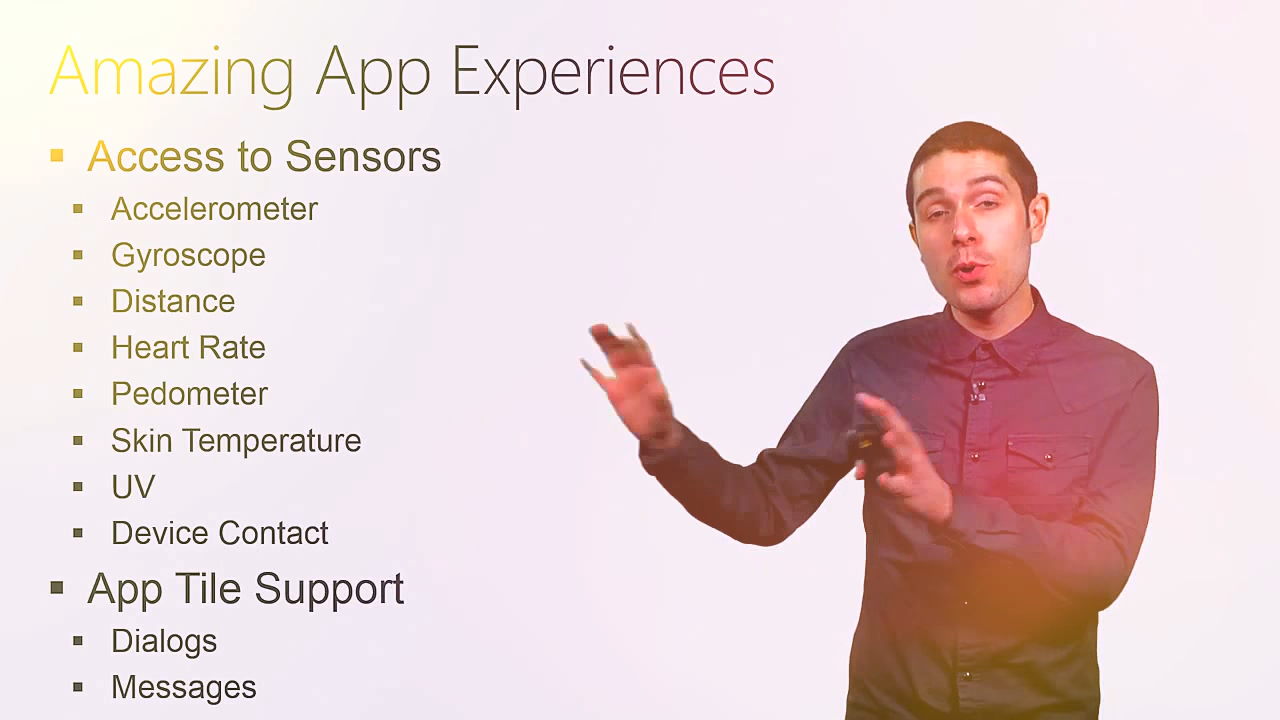 Amazing App Experiences
Access to Sensors
Accelerometer
Gyroscope
Distance
Heart Rate
Pedometer
Skin Temperature
UV
Device Contact
App Tile Support
Dialogs
Messages